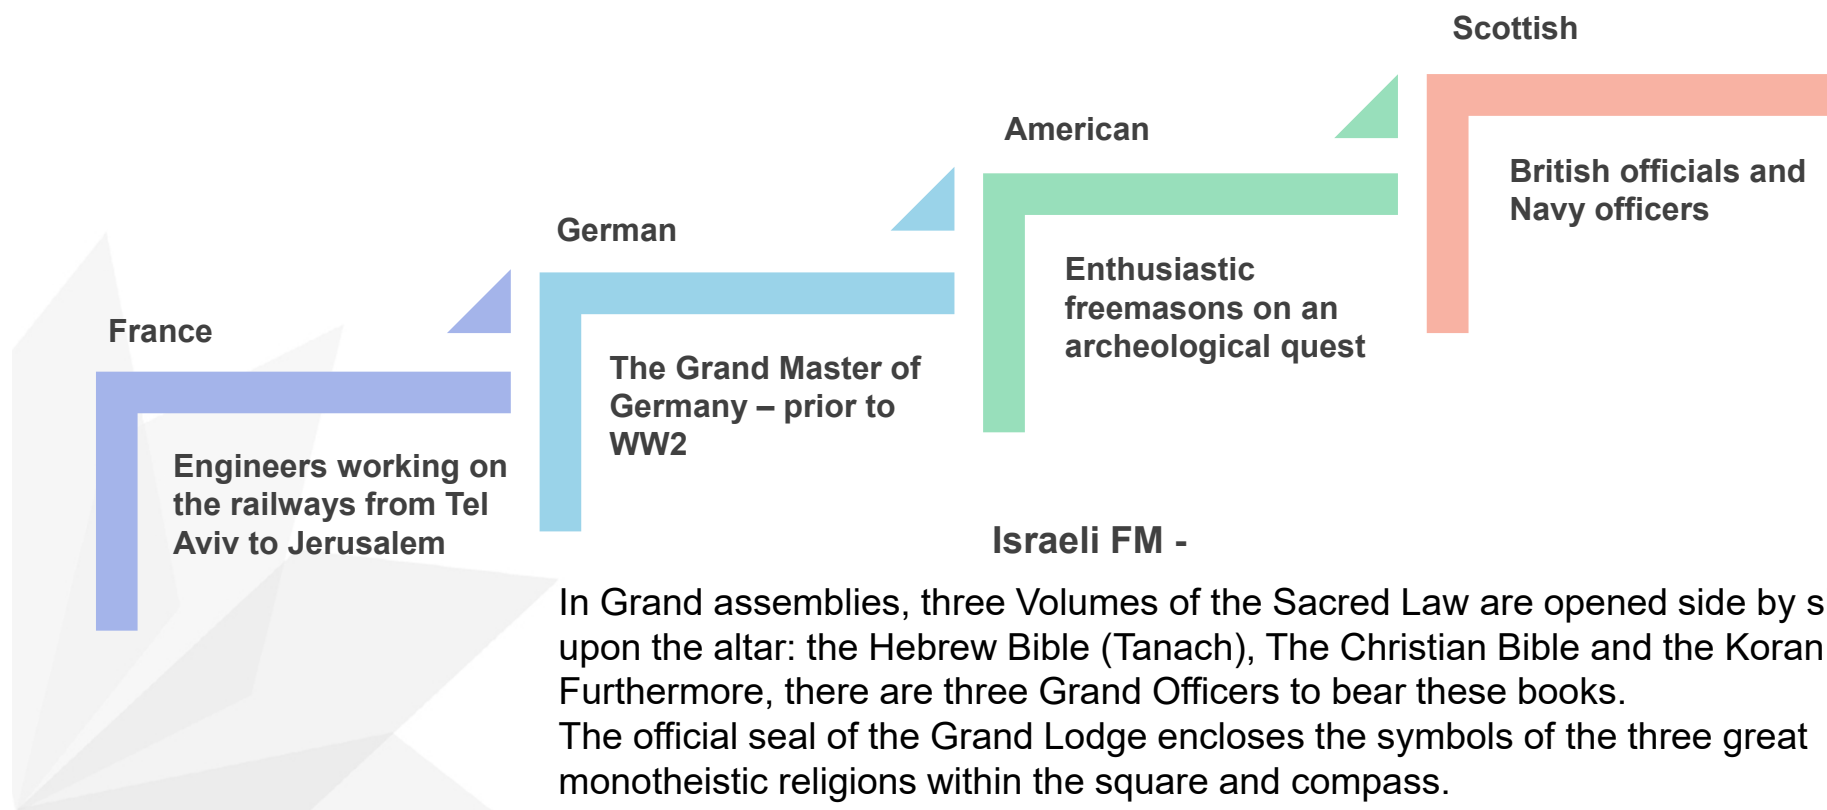 France
Engineers working on
the railways from Tel
Aviv to Jerusalem
German
The Grand Master of
Germany – prior to
WW2
American
Enthusiastic
freemasons on an
archeological quest
Scottish
British officials and
Navy officers
Israeli FM -
In Grand assemblies, three Volumes of the Sacred Law are opened side by s
upon the altar: the Hebrew Bible (Tanach), The Christian Bible and the Koran
Furthermore, there are three Grand Officers to bear these books.
The official seal of the Grand Lodge encloses the symbols of the three great
monotheistic religions within the square and compass.